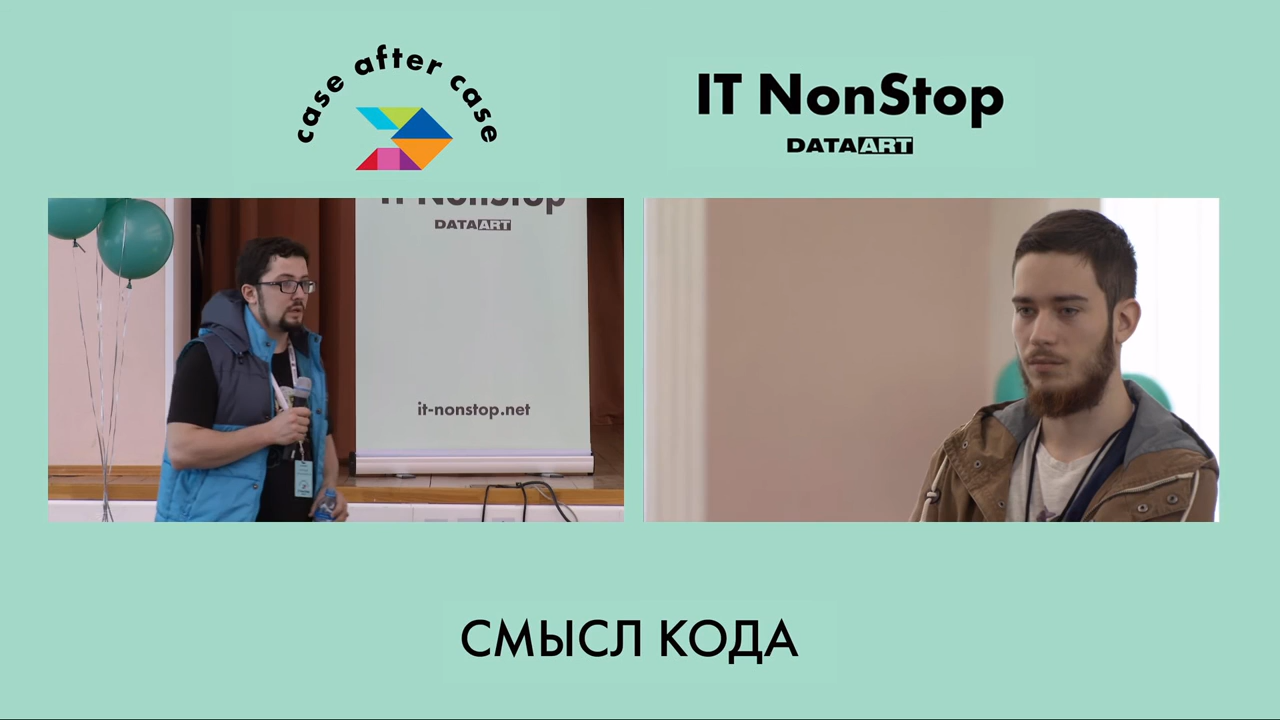 case after case
IT NonStop
DATAART
IT NonStop
DATAART
it-nonstop.net
СМЫСЛ КОДА